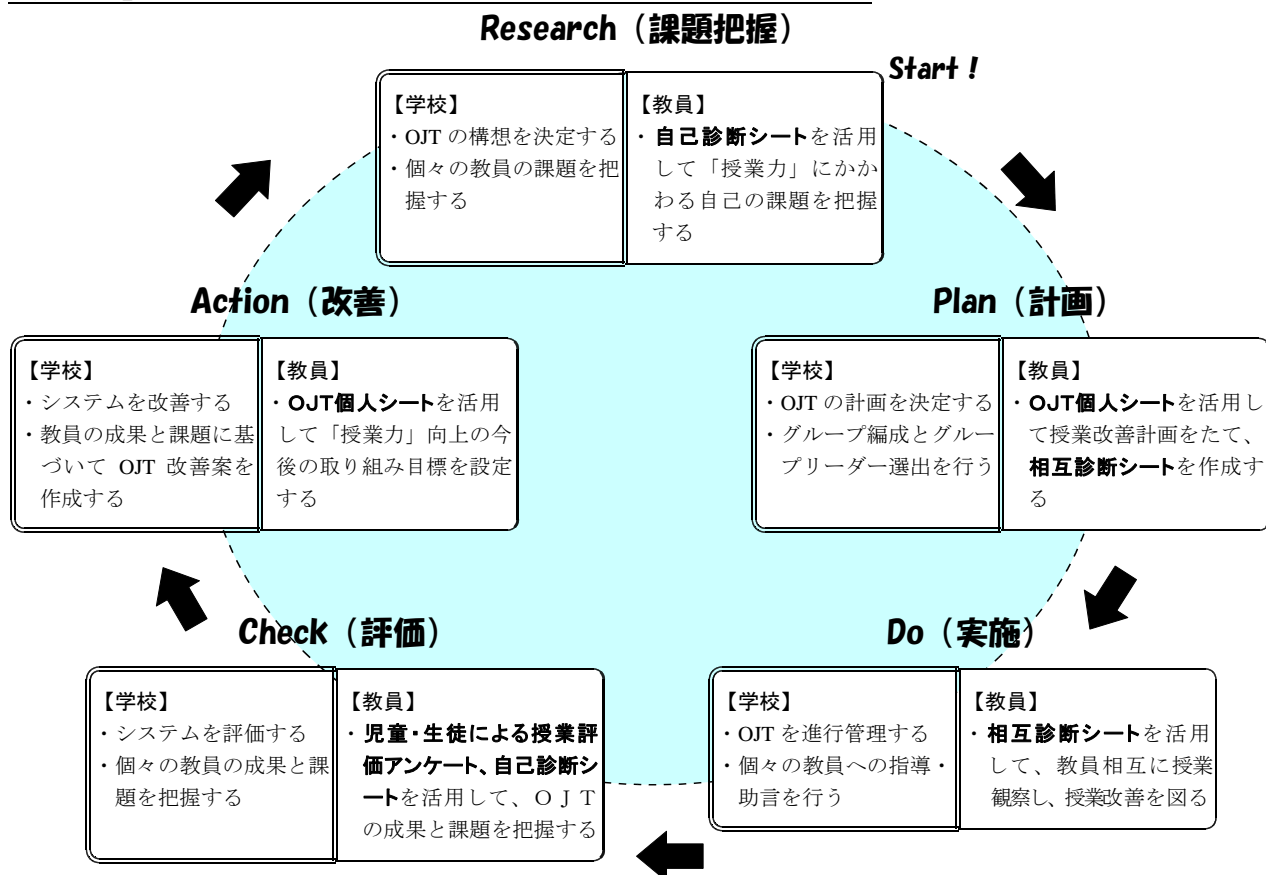 Research（課題把握）
Start！
【学校】
・OJT の構想を決定する
・個々の教員の課題を把
握する
【教員】
・自己診断シートを活用
して「授業力」にかか
わる自己の課題を把握
する
Plan（計画）
【学校】
・OJT の計画を決定する
・グループ編成とグルー
プリーダー選出を行う
【教員】
・OJT個人シートを活用し
て授業改善計画をたて、
相互診断シートを作成す
る
Do（実施）
【学校】
・OJT を進行管理する
・個々の教員への指導・
助言を行う
【教員】
・相互診断シートを活用
して、教員相互に授業
観察し、授業改善を図る
Check（評価）
【学校】
・システムを評価する
・個々の教員の成果と課
題を把握する
【教員】
・児童・生徒による授業評
価アンケート、自己診断シ
ートを活用して、ＯＪＴ
の成果と課題を把握する
Action（改善）
【学校】
・システムを改善する
・教員の成果と課題に基
づいて OJT 改善案を
作成する
【教員】
・OJT個人シートを活用
して「授業力」向上の今
後の取り組み目標を設定
する